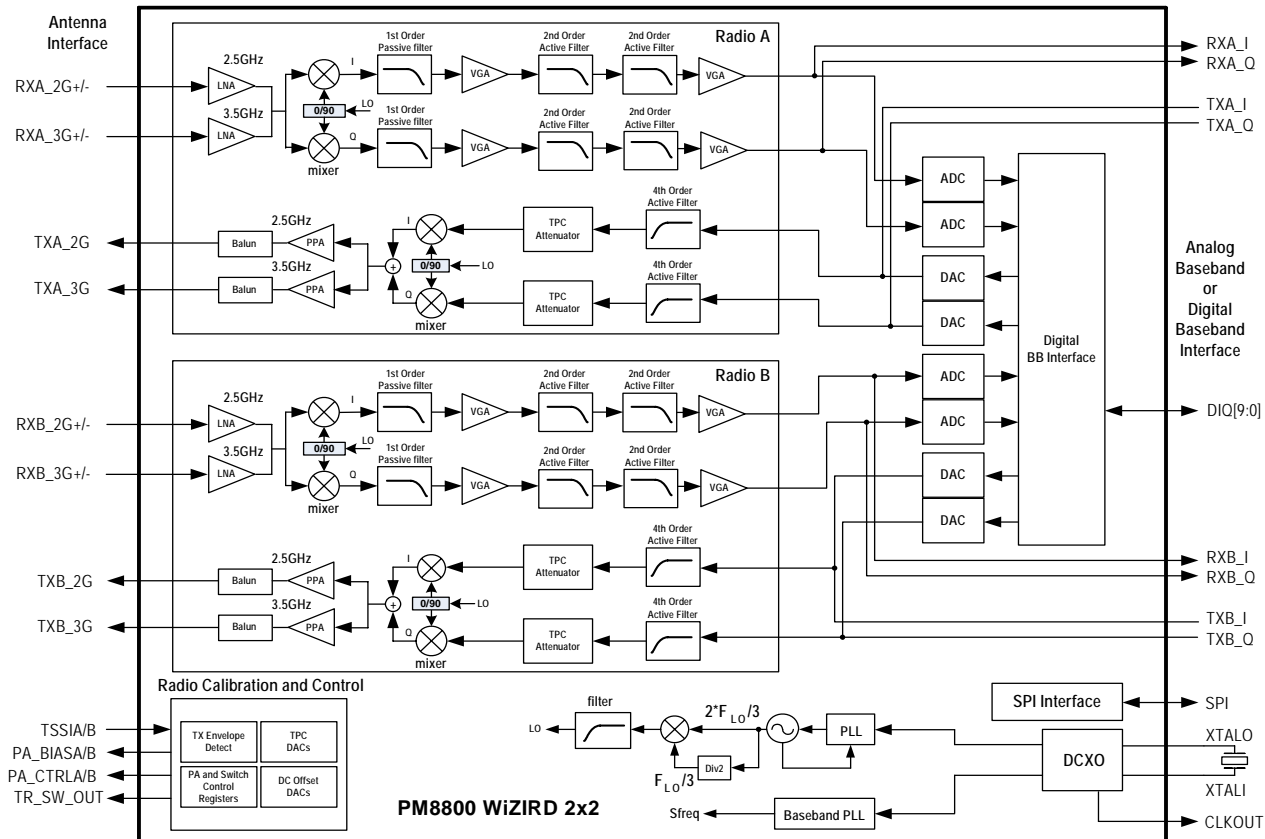 Antenna
Interface
RXA_2G+/-
RXA_3G+/-
TXA_2G
TXA_3G
RXB_2G+/-
RXB_3G+/-
TXB_2G
TXB_3G
TSSIA/B
PA_BIASA/B
PA_CTRLA/B
TR_SW_OUT
Radio A
2.5GHz
LNA
3.5GHz
LNA
I
0/90
LO
Q
mixer
1st Order
Passive filter
VGA
2nd Order
Active Filter
2nd Order
Active Filter
VGA
1st Order
Passive filter
VGA
2nd Order
Active Filter
2nd Order
Active Filter
VGA
2.5GHz
Balun
PPA
3.5GHz
Balun
PPA
+
I
0/90
LO
Q
mixer
TPC
Attenuator
4th Order
Active Filter
TPC
Attenuator
4th Order
Active Filter
Radio B
2.5GHz
LNA
3.5GHz
LNA
I
0/90
LO
Q
mixer
1st Order
Passive filter
VGA
2nd Order
Active Filter
2nd Order
Active Filter
VGA
1st Order
Passive filter
VGA
2nd Order
Active Filter
2nd Order
Active Filter
VGA
2.5GHz
Balun
PPA
3.5GHz
Balun
PPA
+
I
0/90
LO
Q
mixer
TPC
Attenuator
4th Order
Active Filter
TPC
Attenuator
4th Order
Active Filter
ADC
ADC
DAC
DAC
ADC
ADC
DAC
DAC
Digital
BB Interface
RXA_I
RXA_Q
TXA_I
TXA_Q
Analog
Baseband
or
Digital
Baseband
Interface
DIQ[9:0]
RXB_I
RXB_Q
TXB_I
TXB_Q
Radio Calibration and Control
TX Envelope
Detect
TPC
DACs
PA and Switch
Control
Registers
DC Offset
DACs
PM8800 WiZIRD 2x2
LO
filter
2*FLO/3
Div2
FLO/3
PLL
Sfreq
Baseband PLL
DCXO
SPI Interface
SPI
XTALO
XTALI
CLKOUT